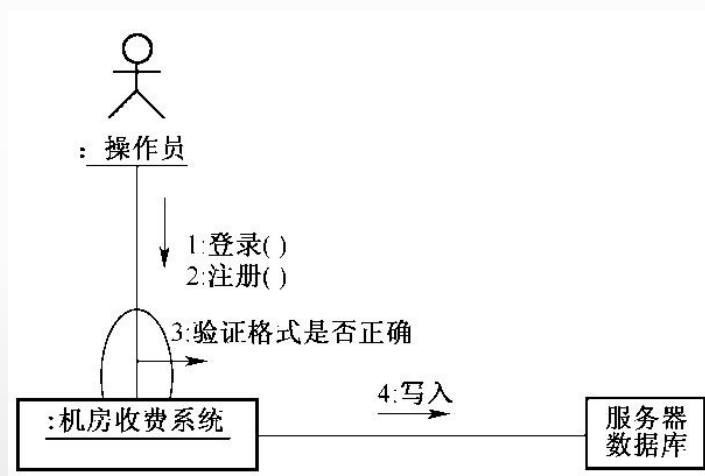 : 操作员
1:登录( )
2:注册( )
3:验证格式是否正确
4:写入
:机房收费系统
服务器
数据库